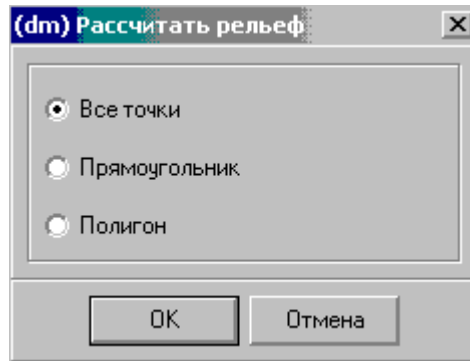 (dm) Рассчитать рельеф
Все точки
Прямоугольник
Полигон
OK
Отмена